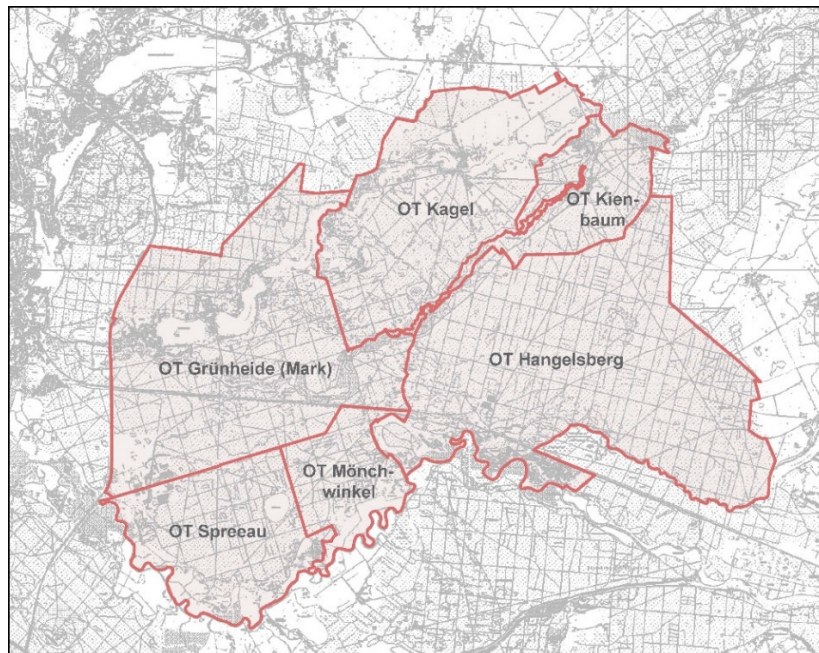 OT Kagel
OT Kien-
baum
OT Grünheide (Mark)
OT Hangelsberg
OT Mönch-
winkel
OT Spreeau